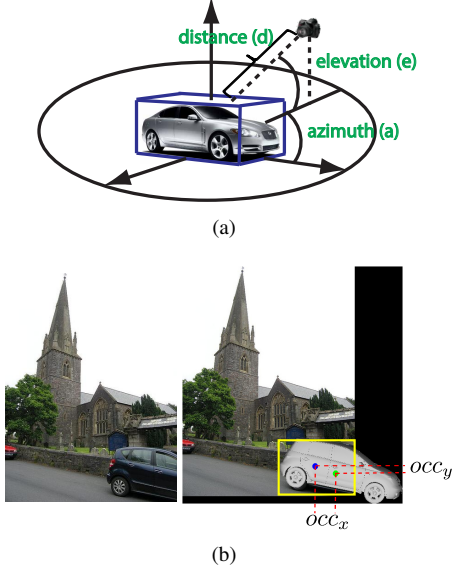 distance (d)
elevation (e)
azimuth (a)
(a)
occ_y
occ_x
(b)